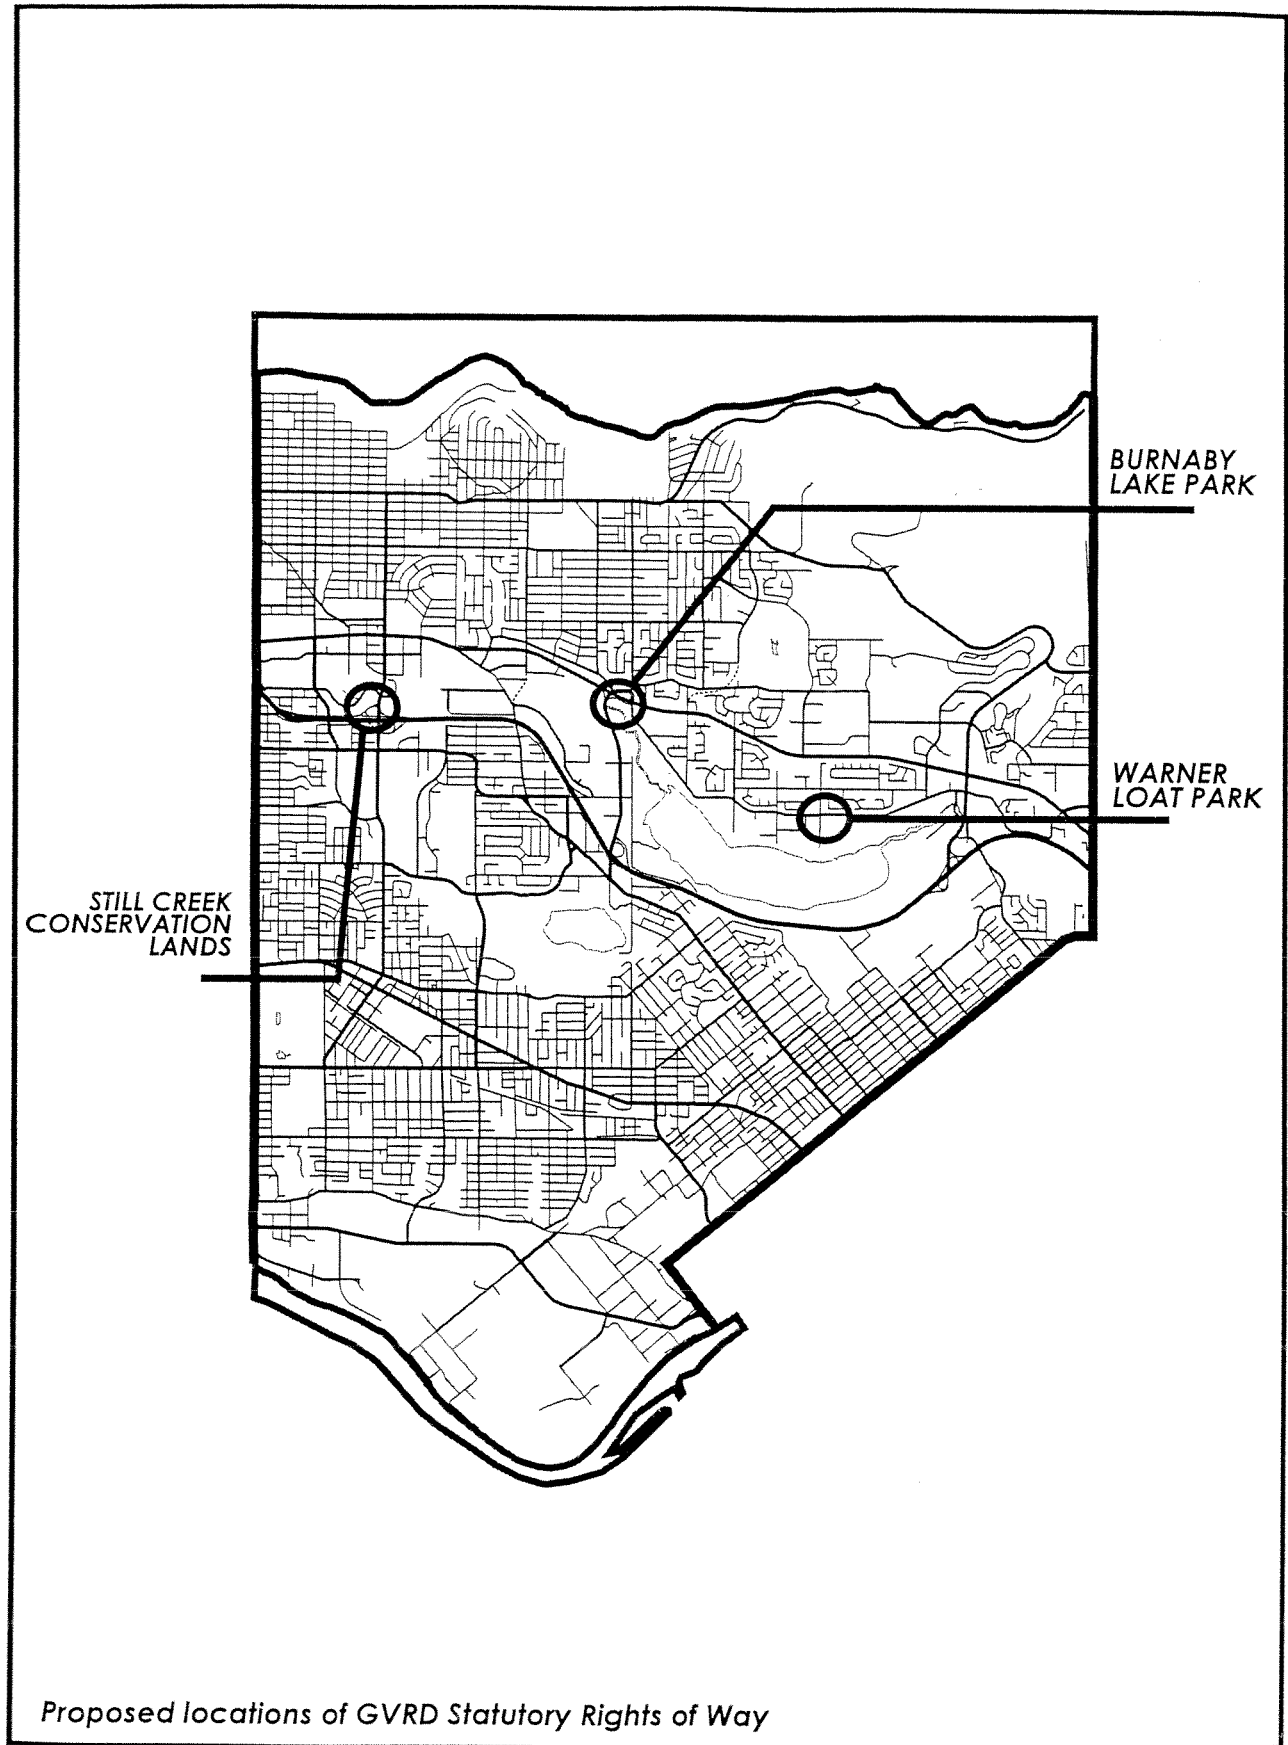 BURNABY
LAKE PARK
WARNER
LOAT PARK
STILL CREEK
CONSERVATION
LANDS
Proposed locations of GVRD Statutory Rights of Way